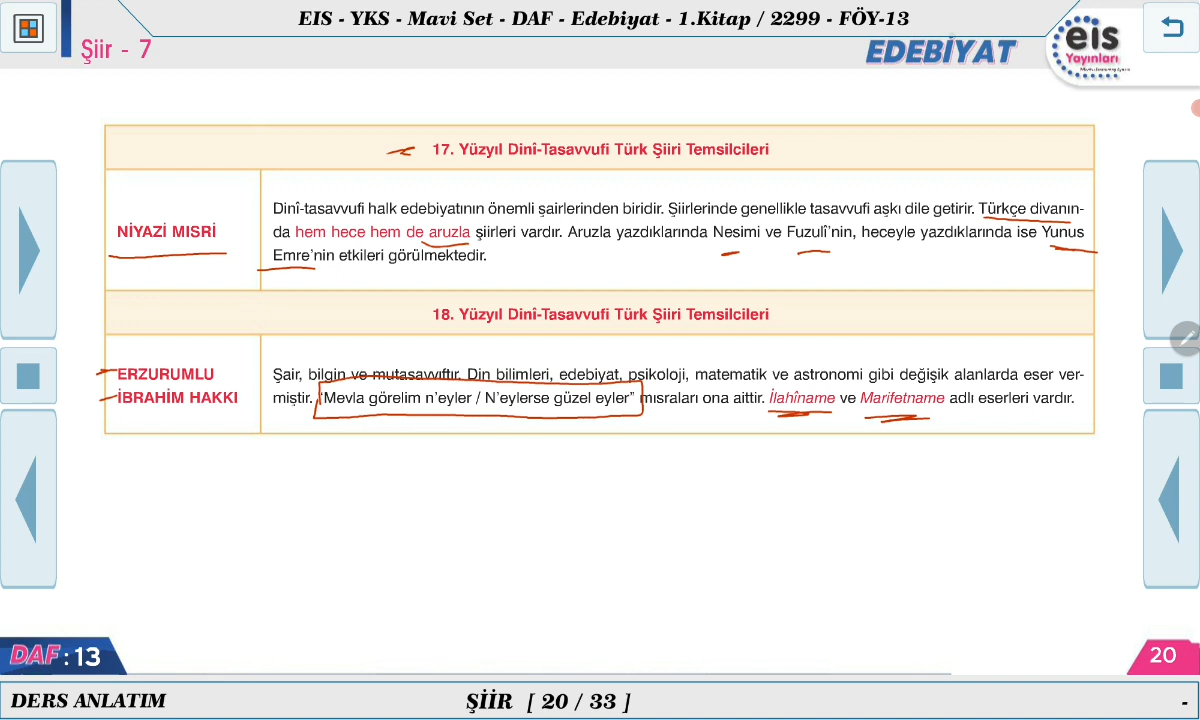 EIS - YKS - Mavi Set - DAF - Edebiyat - 1.Kitap / 2299 - FÖY-13
Şiir - 7
EDEBİYAT
eis
Yayınları
17. Yüzyıl Dinî-Tasavvufi Türk Şiiri Temsilcileri
NİYAZİ MISRİ
Dinî-tasavvufi halk edebiyatının önemli şairlerinden biridir. Şiirlerinde genellikle tasavvufi aşkı dile getirir. Türkçe divanın-
da hem hece hem de aruzla şiirleri vardır. Aruzla yazdıklarında Nesimi ve Fuzulî’nin, heceyle yazdıklarında ise Yunus
Emre’nin etkileri görülmektedir.
18. Yüzyıl Dinî-Tasavvufi Türk Şiiri Temsilcileri
ERZURUMLU
İBRAHİM HAKKI
Şair, bilgin ve mutasavvıftır. Din bilimleri, edebiyat, psikoloji, matematik ve astronomi gibi değişik alanlarda eser ver-
miştir. “Mevla görelim n’eyler / N’eylerse güzel eyler” mısraları ona aittir. İlahîname ve Marifetname adlı eserleri vardır.
DAF : 13
20
DERS ANLATIM
ŞİİR [ 20 / 33 ]
-